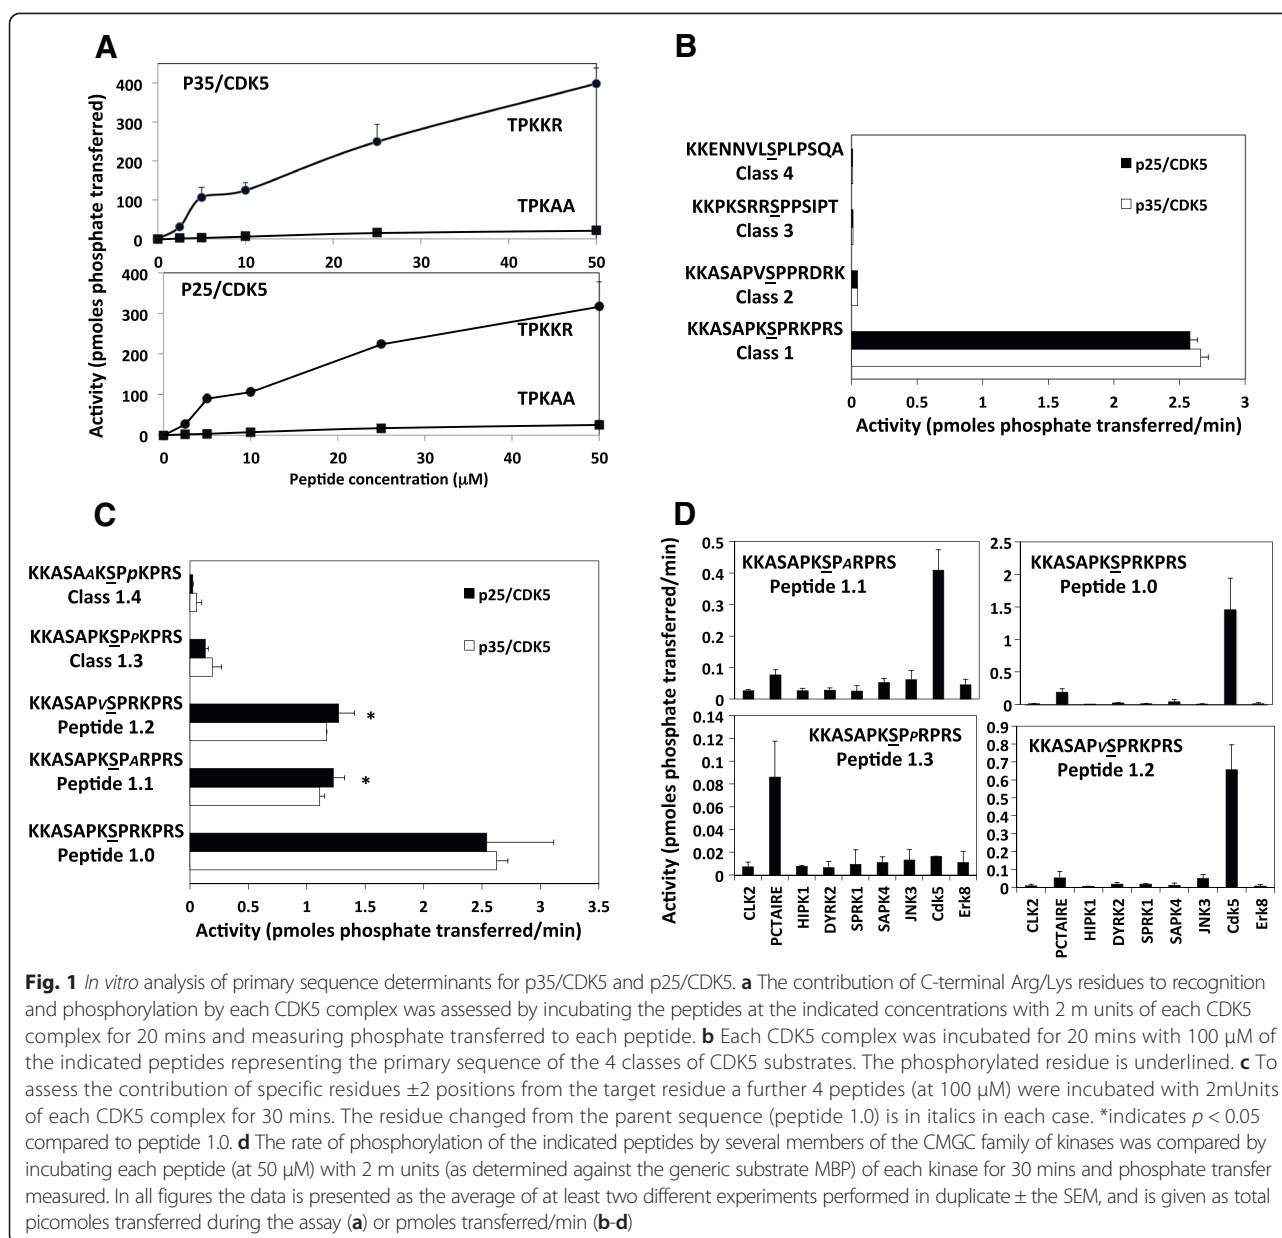 A
P35/CDK5
400
300
200
100
0
TPKKR
TPKAA
0 10 20 30 40 50
Activity (pmoles phosphate transferred)
P25/CDK5
400
300
200
100
0
TPKKR
TPKAA
0 10 20 30 40 50
Peptide concentration (µM)
B
KKENNVLSPLPSQA
Class 4
KKPKSRRSPPSIPT
Class 3
KKASAPVSPPRDRK
Class 2
KKASAPKSPRKPRS
Class 1
p25/CDK5
p35/CDK5
0 0.5 1 1.5 2 2.5 3
Activity (pmoles phosphate transferred/min)
C
KKASAAKSPpKPRS
Class 1.4
KKASAPKSPPKPRS
Class 1.3
KKASAPVSPRKPRS
Peptide 1.2
KKASAPKSPARPRS
Peptide 1.1
KKASAPKSPRKPRS
Peptide 1.0
p25/CDK5
p35/CDK5
*
*
0 0.5 1 1.5 2 2.5 3 3.5
Activity (pmoles phosphate transferred/min)
D
Activity (pmoles phosphate transferred/min)
0.5
0.4
0.3
0.2
0.1
0
KKASAPKSPARPRS
Peptide 1.1
2.5
2
1.5
1
0.5
0
KKASAPKSPRKPRS
Peptide 1.0
0.14
0.12
0.1
0.08
0.06
0.04
0.02
0
KKASAPKSPPRPRS
Peptide 1.3
CLK2 PCTAIRE HIPK1 DYRK2 SPRK1 SAPK4 JNK3 Cdk5 Erk8
0.9
0.8
0.7
0.6
0.5
0.4
0.3
0.2
0.1
0
KKASAPVSPRKPRS
Peptide 1.2
CLK2 PCTAIRE HIPK1 DYRK2 SPRK1 SAPK4 JNK3 Cdk5 Erk8
Fig. 1 In vitro analysis of primary sequence determinants for p35/CDK5 and p25/CDK5. a The contribution of C-terminal Arg/Lys residues to recognition
and phosphorylation by each CDK5 complex was assessed by incubating the peptides at the indicated concentrations with 2 m units of each CDK5
complex for 20 mins and measuring phosphate transferred to each peptide. b Each CDK5 complex was incubated for 20 mins with 100 µM of
the indicated peptides representing the primary sequence of the 4 classes of CDK5 substrates. The phosphorylated residue is underlined. c To
assess the contribution of specific residues ±2 positions from the target residue a further 4 peptides (at 100 µM) were incubated with 2mUnits
of each CDK5 complex for 30 mins. The residue changed from the parent sequence (peptide 1.0) is in italics in each case. *indicates p < 0.05
compared to peptide 1.0. d The rate of phosphorylation of the indicated peptides by several members of the CMGC family of kinases was compared by
incubating each peptide (at 50 µM) with 2 m units (as determined against the generic substrate MBP) of each kinase for 30 mins and phosphate transfer
measured. In all figures the data is presented as the average of at least two different experiments performed in duplicate ± the SEM, and is given as total
picomoles transferred during the assay (a) or pmoles transferred/min (b-d)